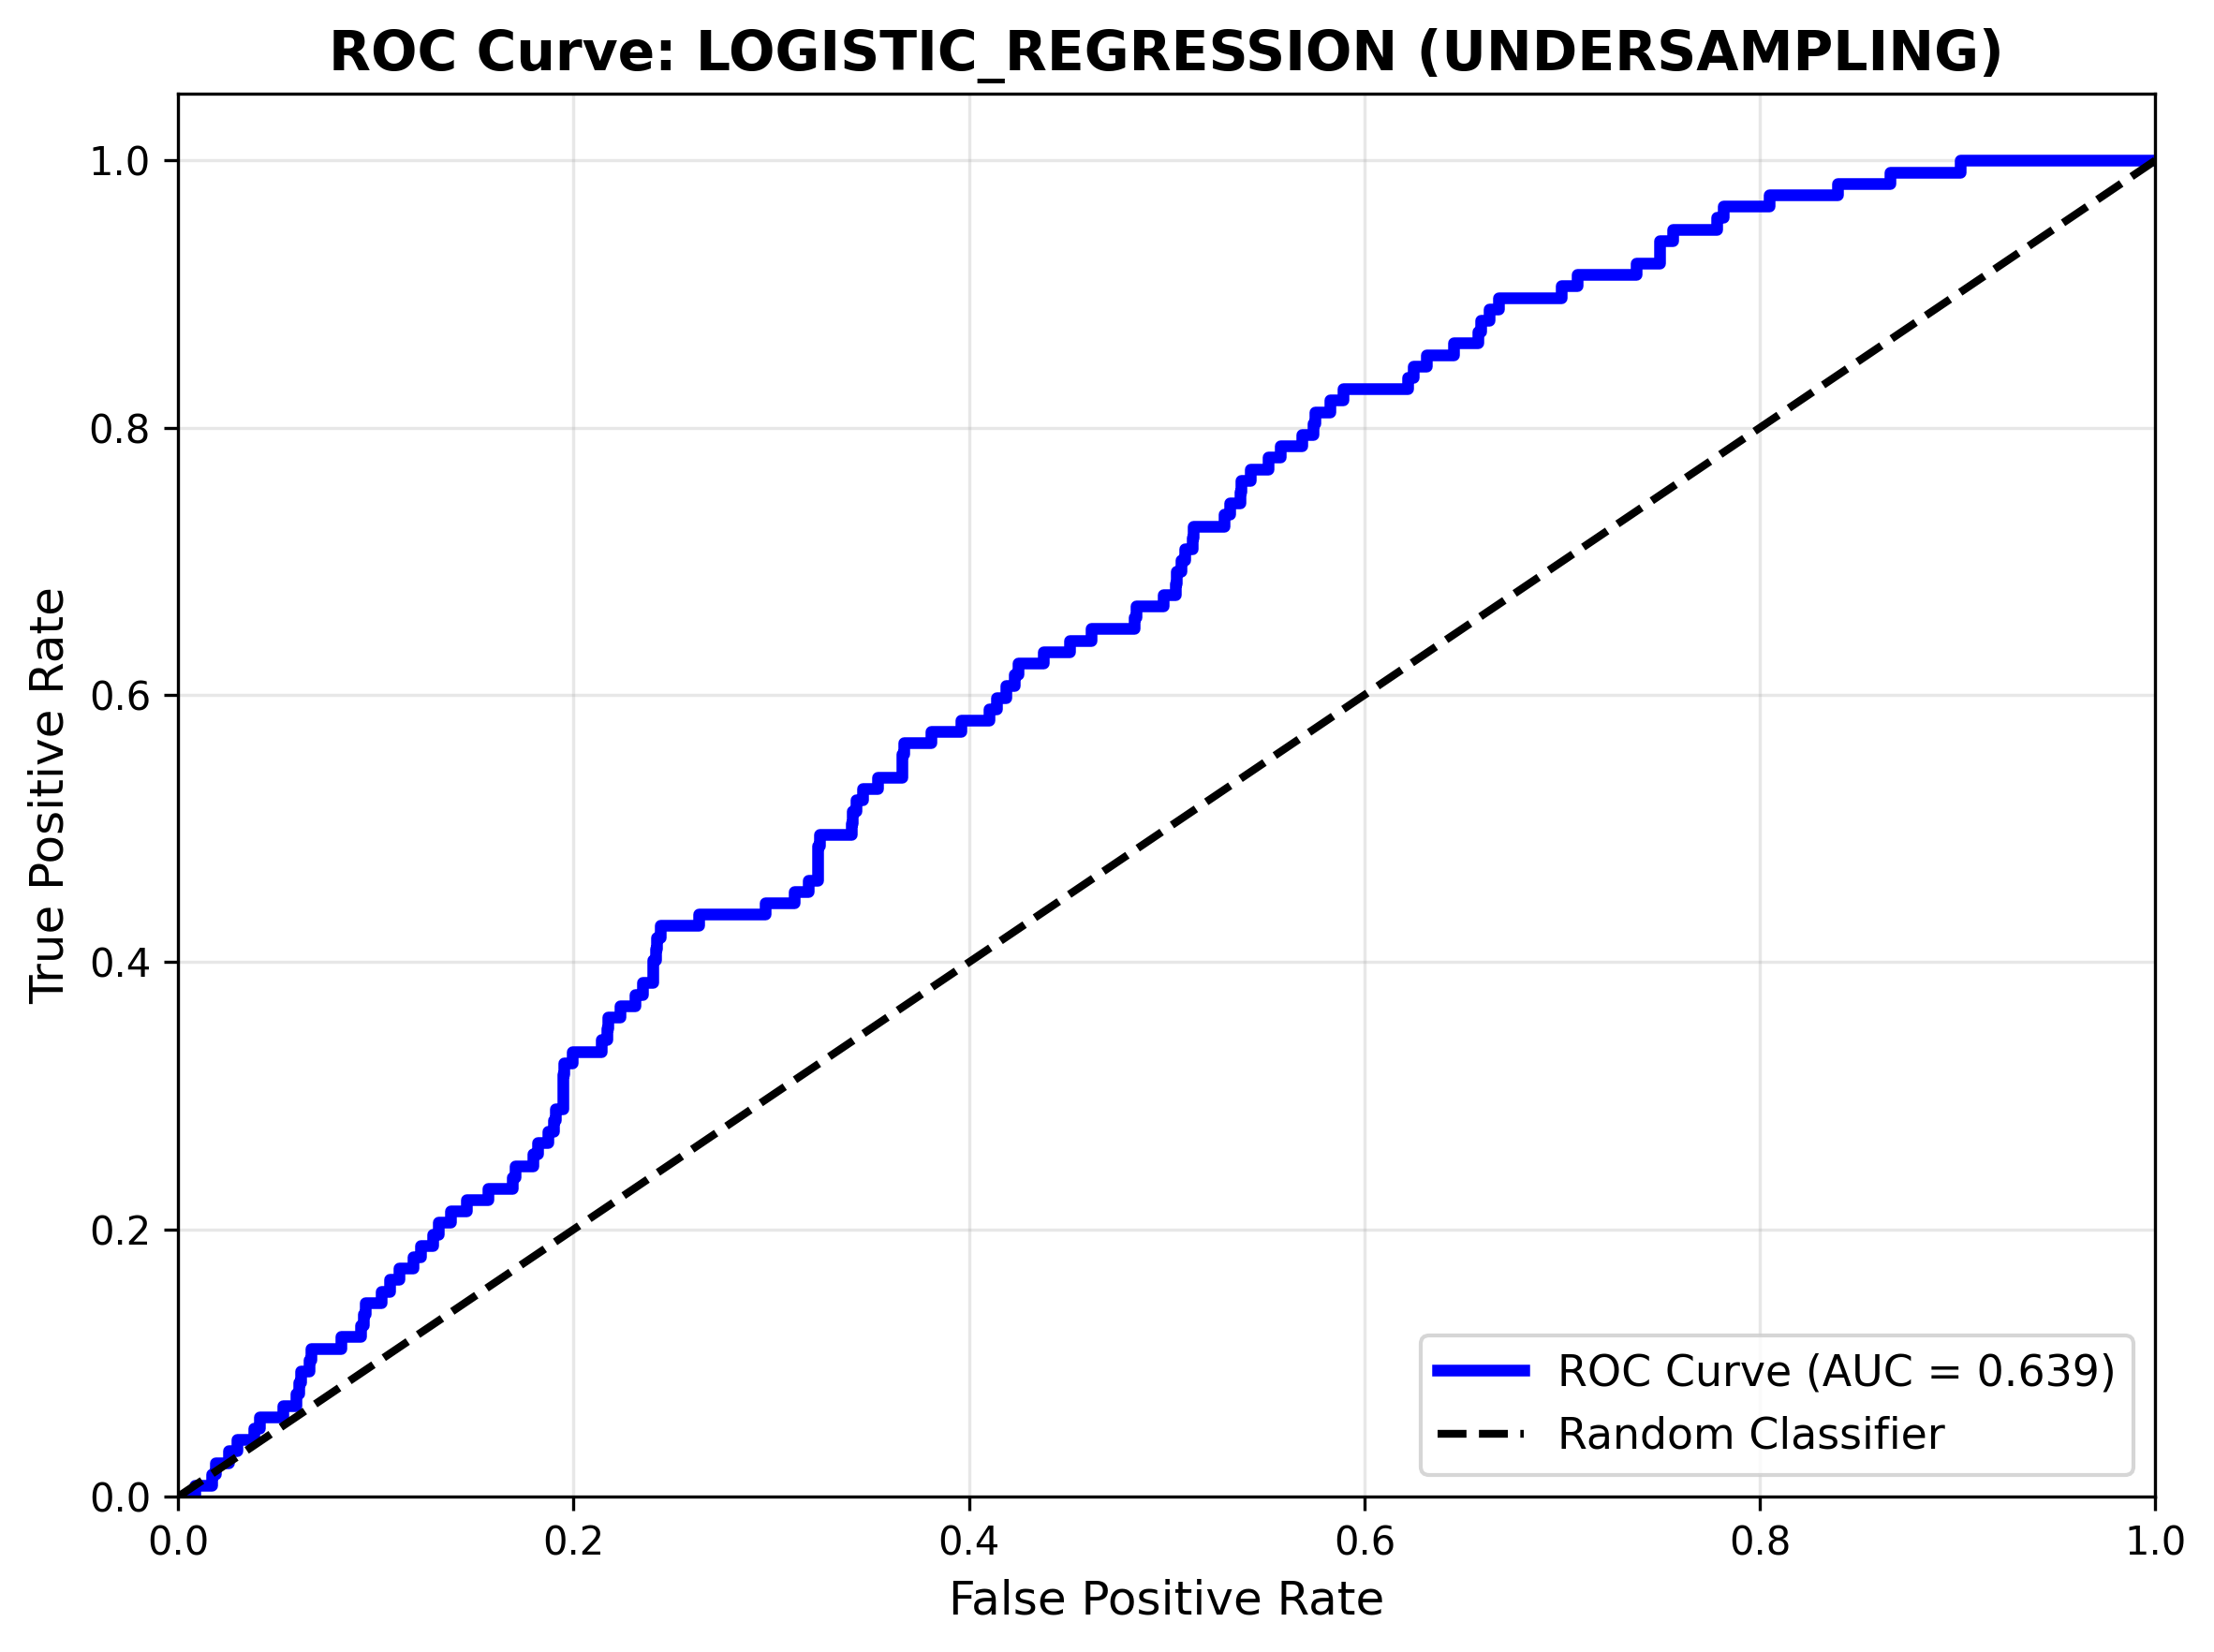 ROC Curve: LOGISTIC_REGRESSION (UNDERSAMPLING)
True Positive Rate
1.0
0.8
0.6
0.4
0.2
0.0
0.0 0.2 0.4 0.6 0.8 1.0
False Positive Rate
ROC Curve (AUC = 0.639)
Random Classifier